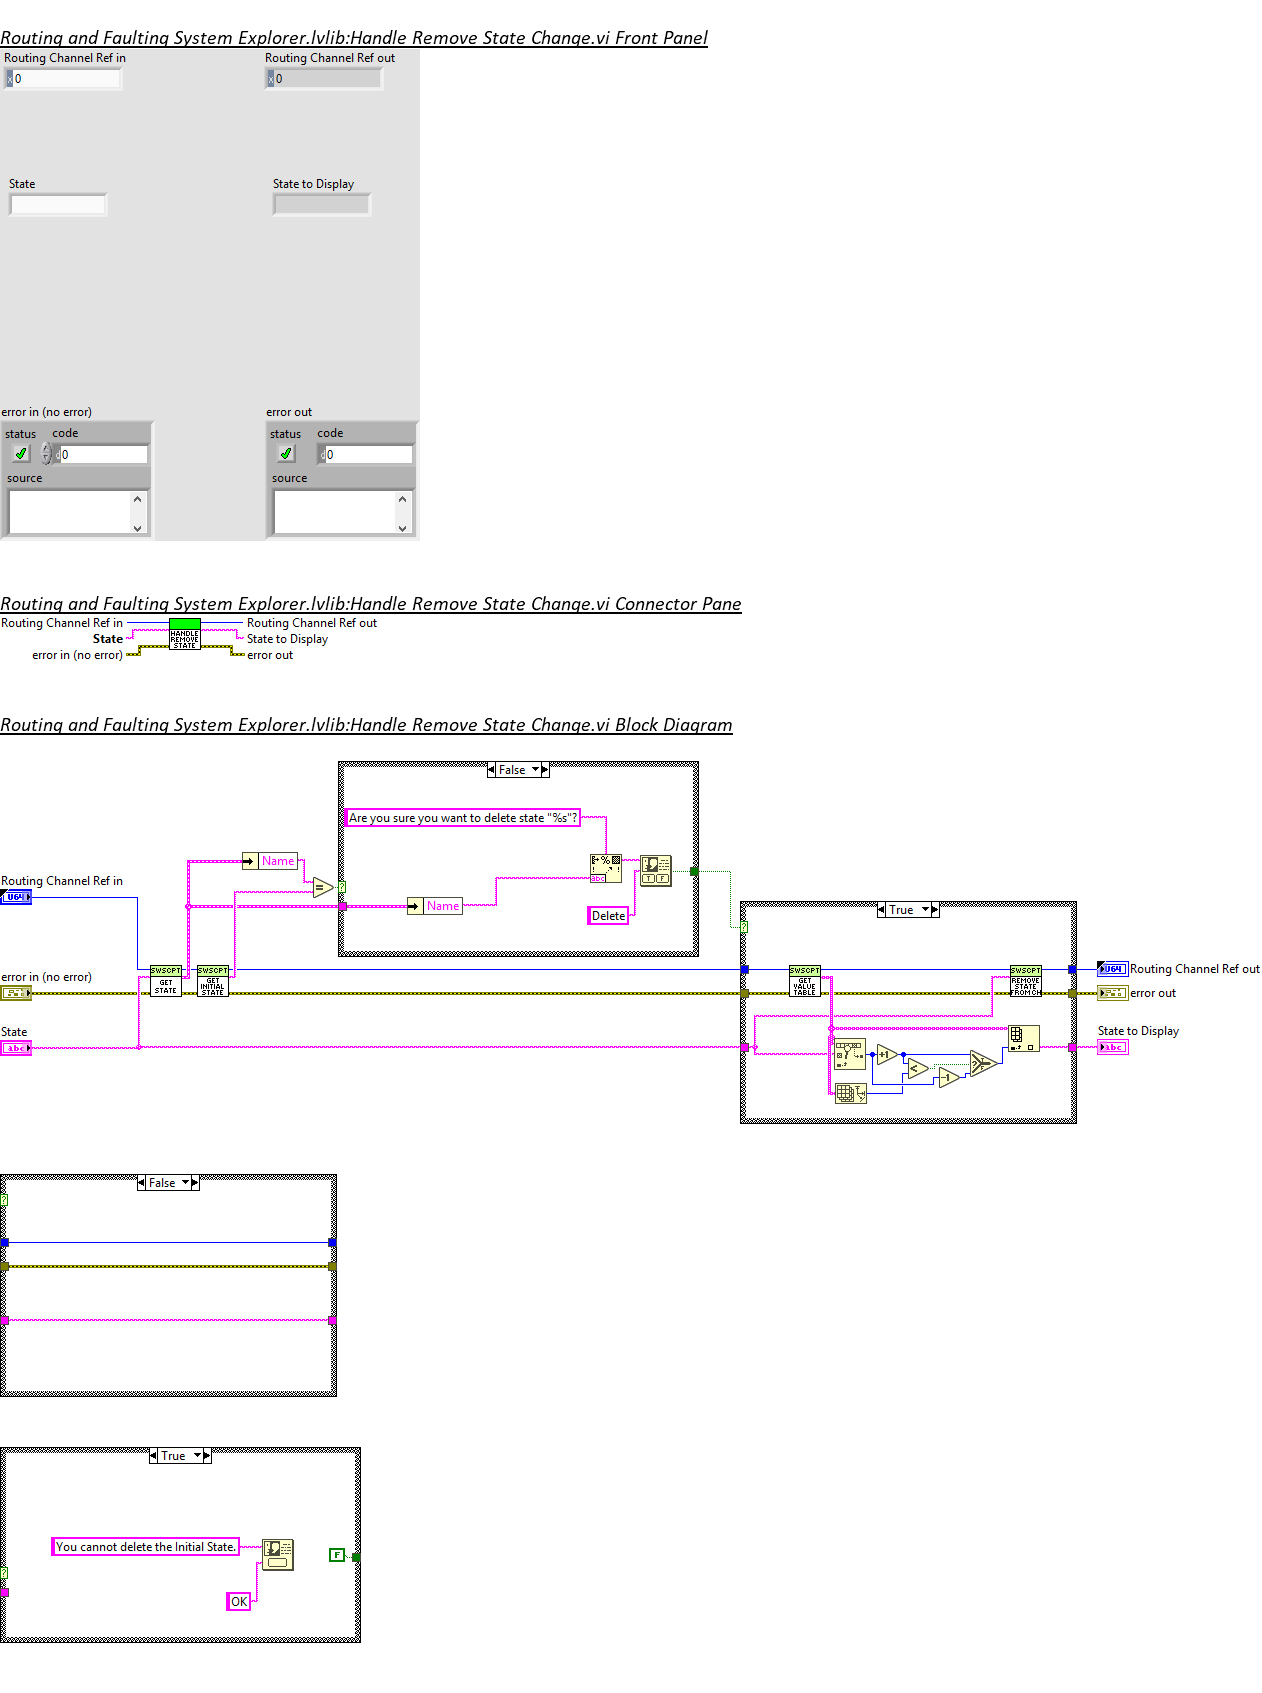 Routing and Faulting System Explorer.lvlib:Handle Remove State Change.vi Front Panel
Routing Channel Ref in
Routing Channel Ref out
x 0
x 0
State
State to Display
error in (no error)
error out
status code
status code
d 0
d 0
source
source
Routing and Faulting System Explorer.lvlib:Handle Remove State Change.vi Connector Pane
Routing Channel Ref in
Routing Channel Ref out
State
State to Display
error in (no error)
error out
HANDLE
REMOVE
STATE
Routing and Faulting System Explorer.lvlib:Handle Remove State Change.vi Block Diagram
False
Are you sure you want to delete state "%s"?
Name
=
?
%
abc
T F
Name
Delete
Routing Channel Ref in
U64
True
?
SWSCPT
GET
STATE
SWSCPT
GET
INITIAL
STATE
SWSCPT
GET
VALUE
TABLE
SWSCPT
REMOVE
STATE
FROM CH
U64
Routing Channel Ref out
error in (no error)
error out
State
abc
State to Display
abc
+1
<
-1
?
T
F
False
?
True
You cannot delete the Initial State.
F
?
OK